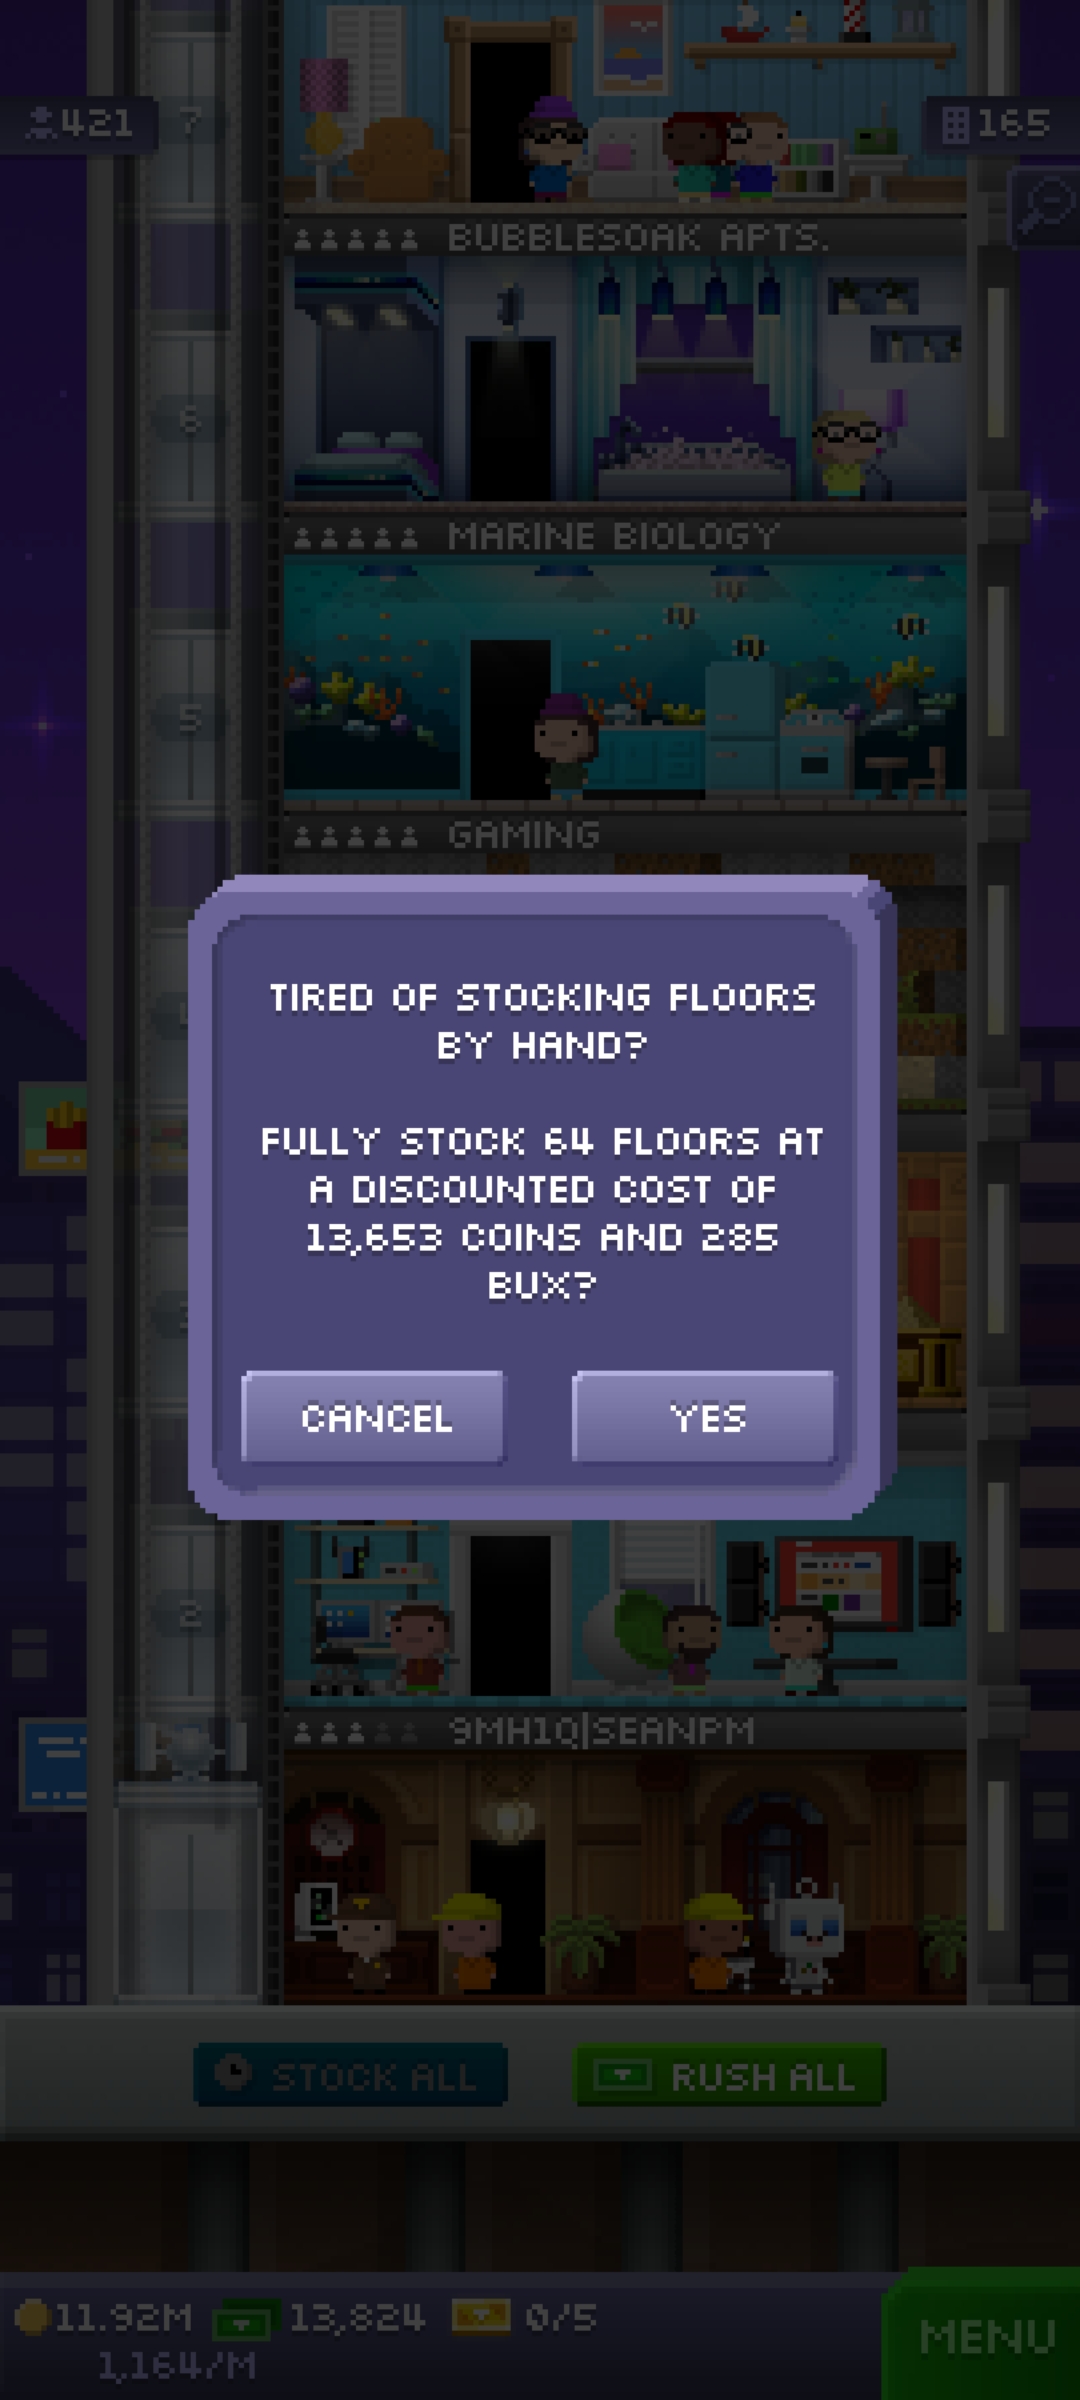 421
7
165
BUBBLESOAK APTS.
6
MARINE BIOLOGY
5
GAMING
TIRED OF STOCKING FLOORS
BY HAND?
FULLY STOCK 64 FLOORS AT
A DISCOUNTED COST OF
13,653 COINS AND 285
BUX?
CANCEL
YES
2
9MH1Q|SEANPM
STOCK ALL
RUSH ALL
11.92M
13,824
0/5
1,164/M
MENU